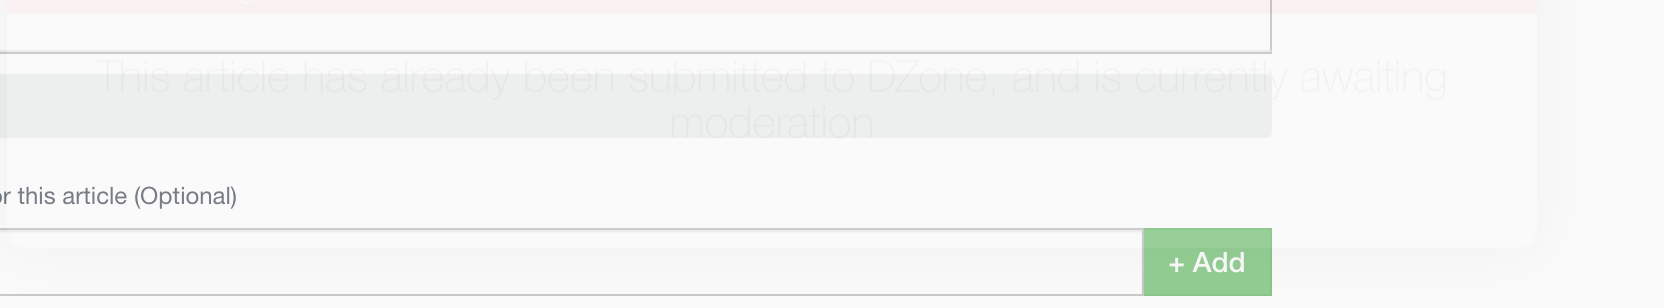 This article has already been submitted to DZone, and is currently awaiting
moderation
r this article (Optional)
+ Add